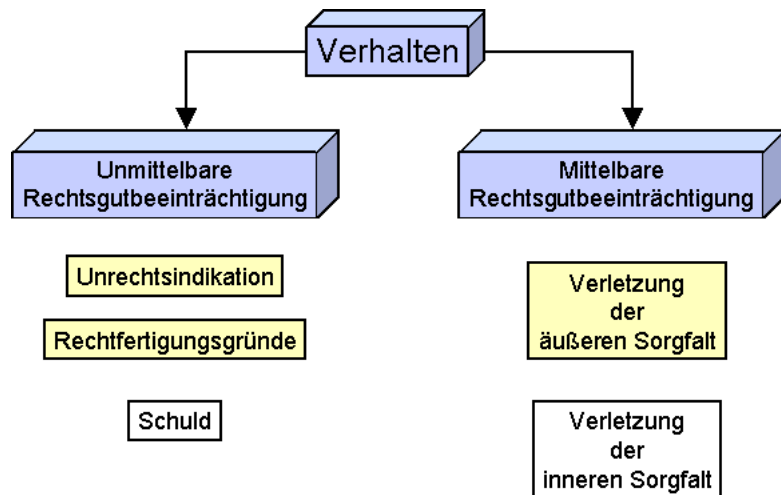 Verhalten
Unmittelbare
Rechtsgutbeeinträchtigung
Unrechtsindikation
Rechtfertigungsgründe
Schuld
Mittelbare
Rechtsgutbeeinträchtigung
Verletzung
der
äußeren Sorgfalt
Verletzung
der
inneren Sorgfalt